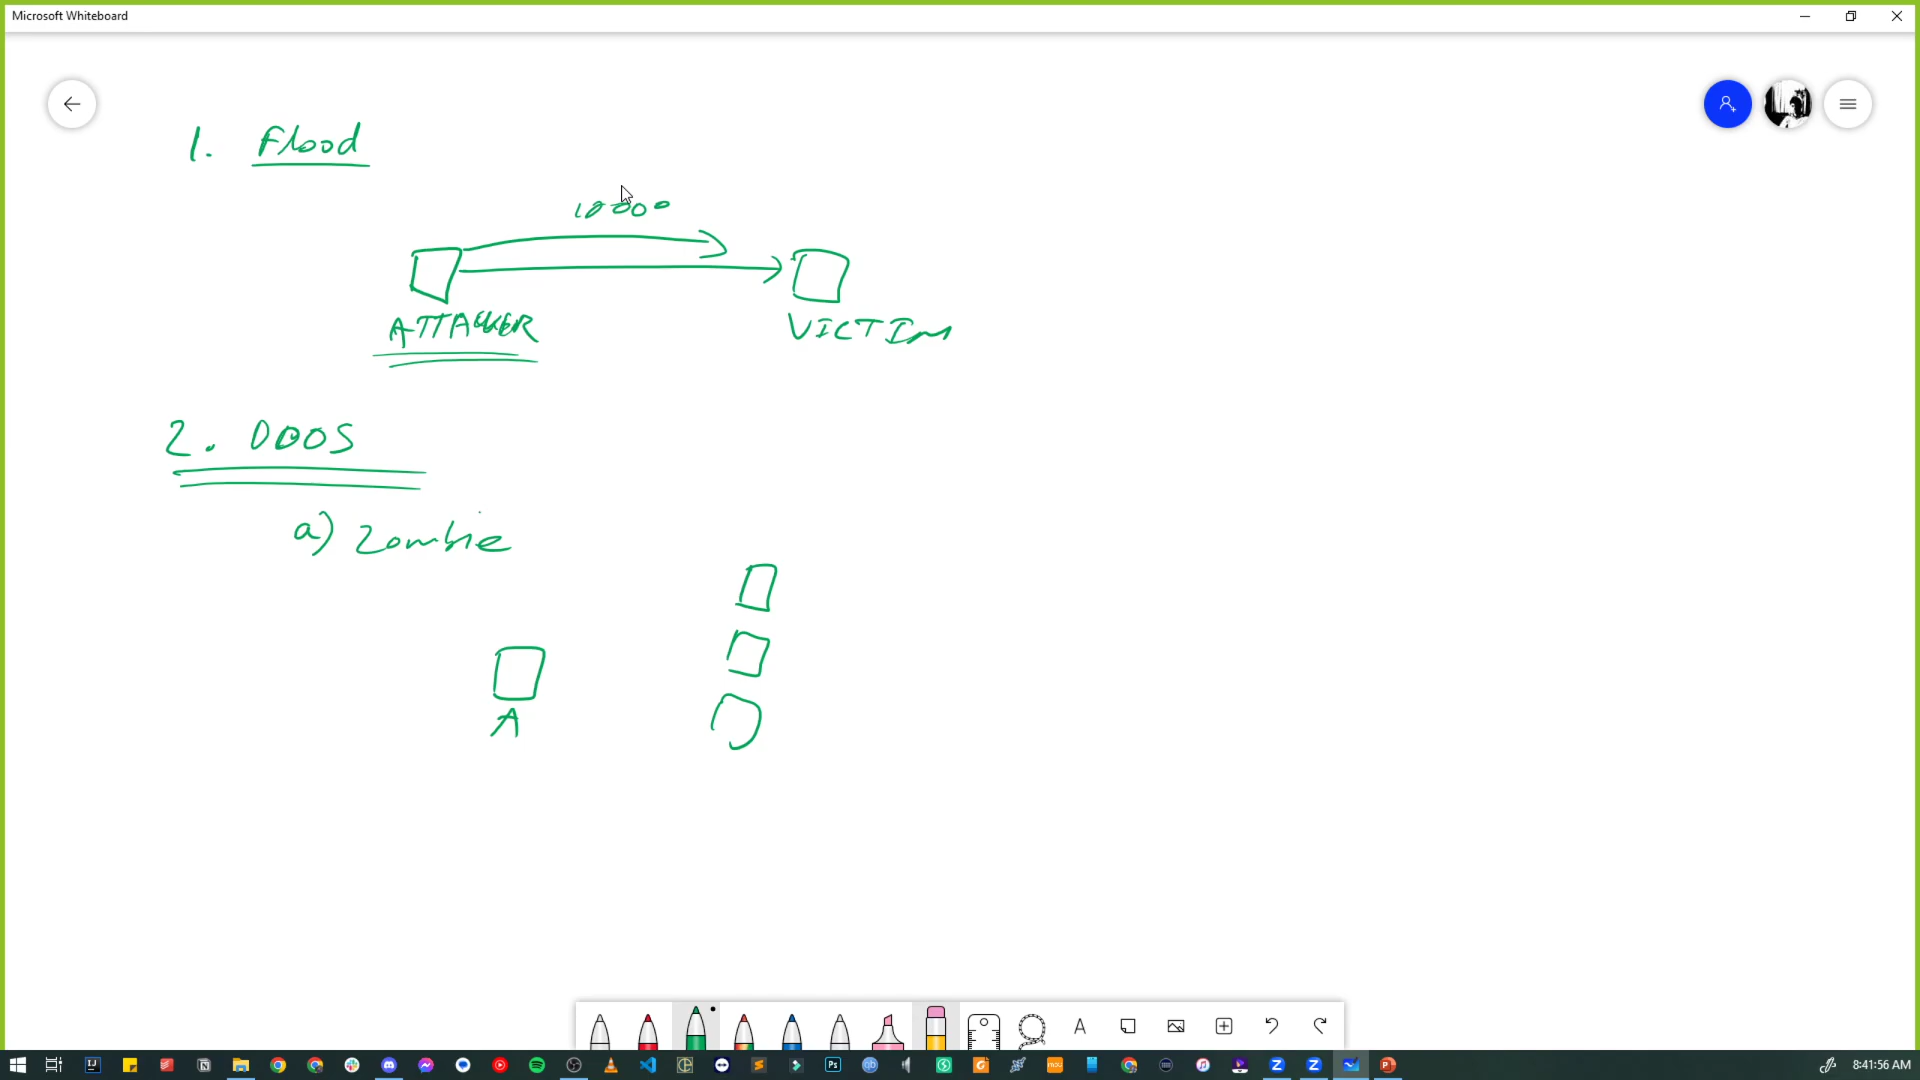 Microsoft Whiteboard
1. Flood
10000
ATTACKER
VICTIM
2. DDOS
a) Zombie
A
A
8:41:56 AM